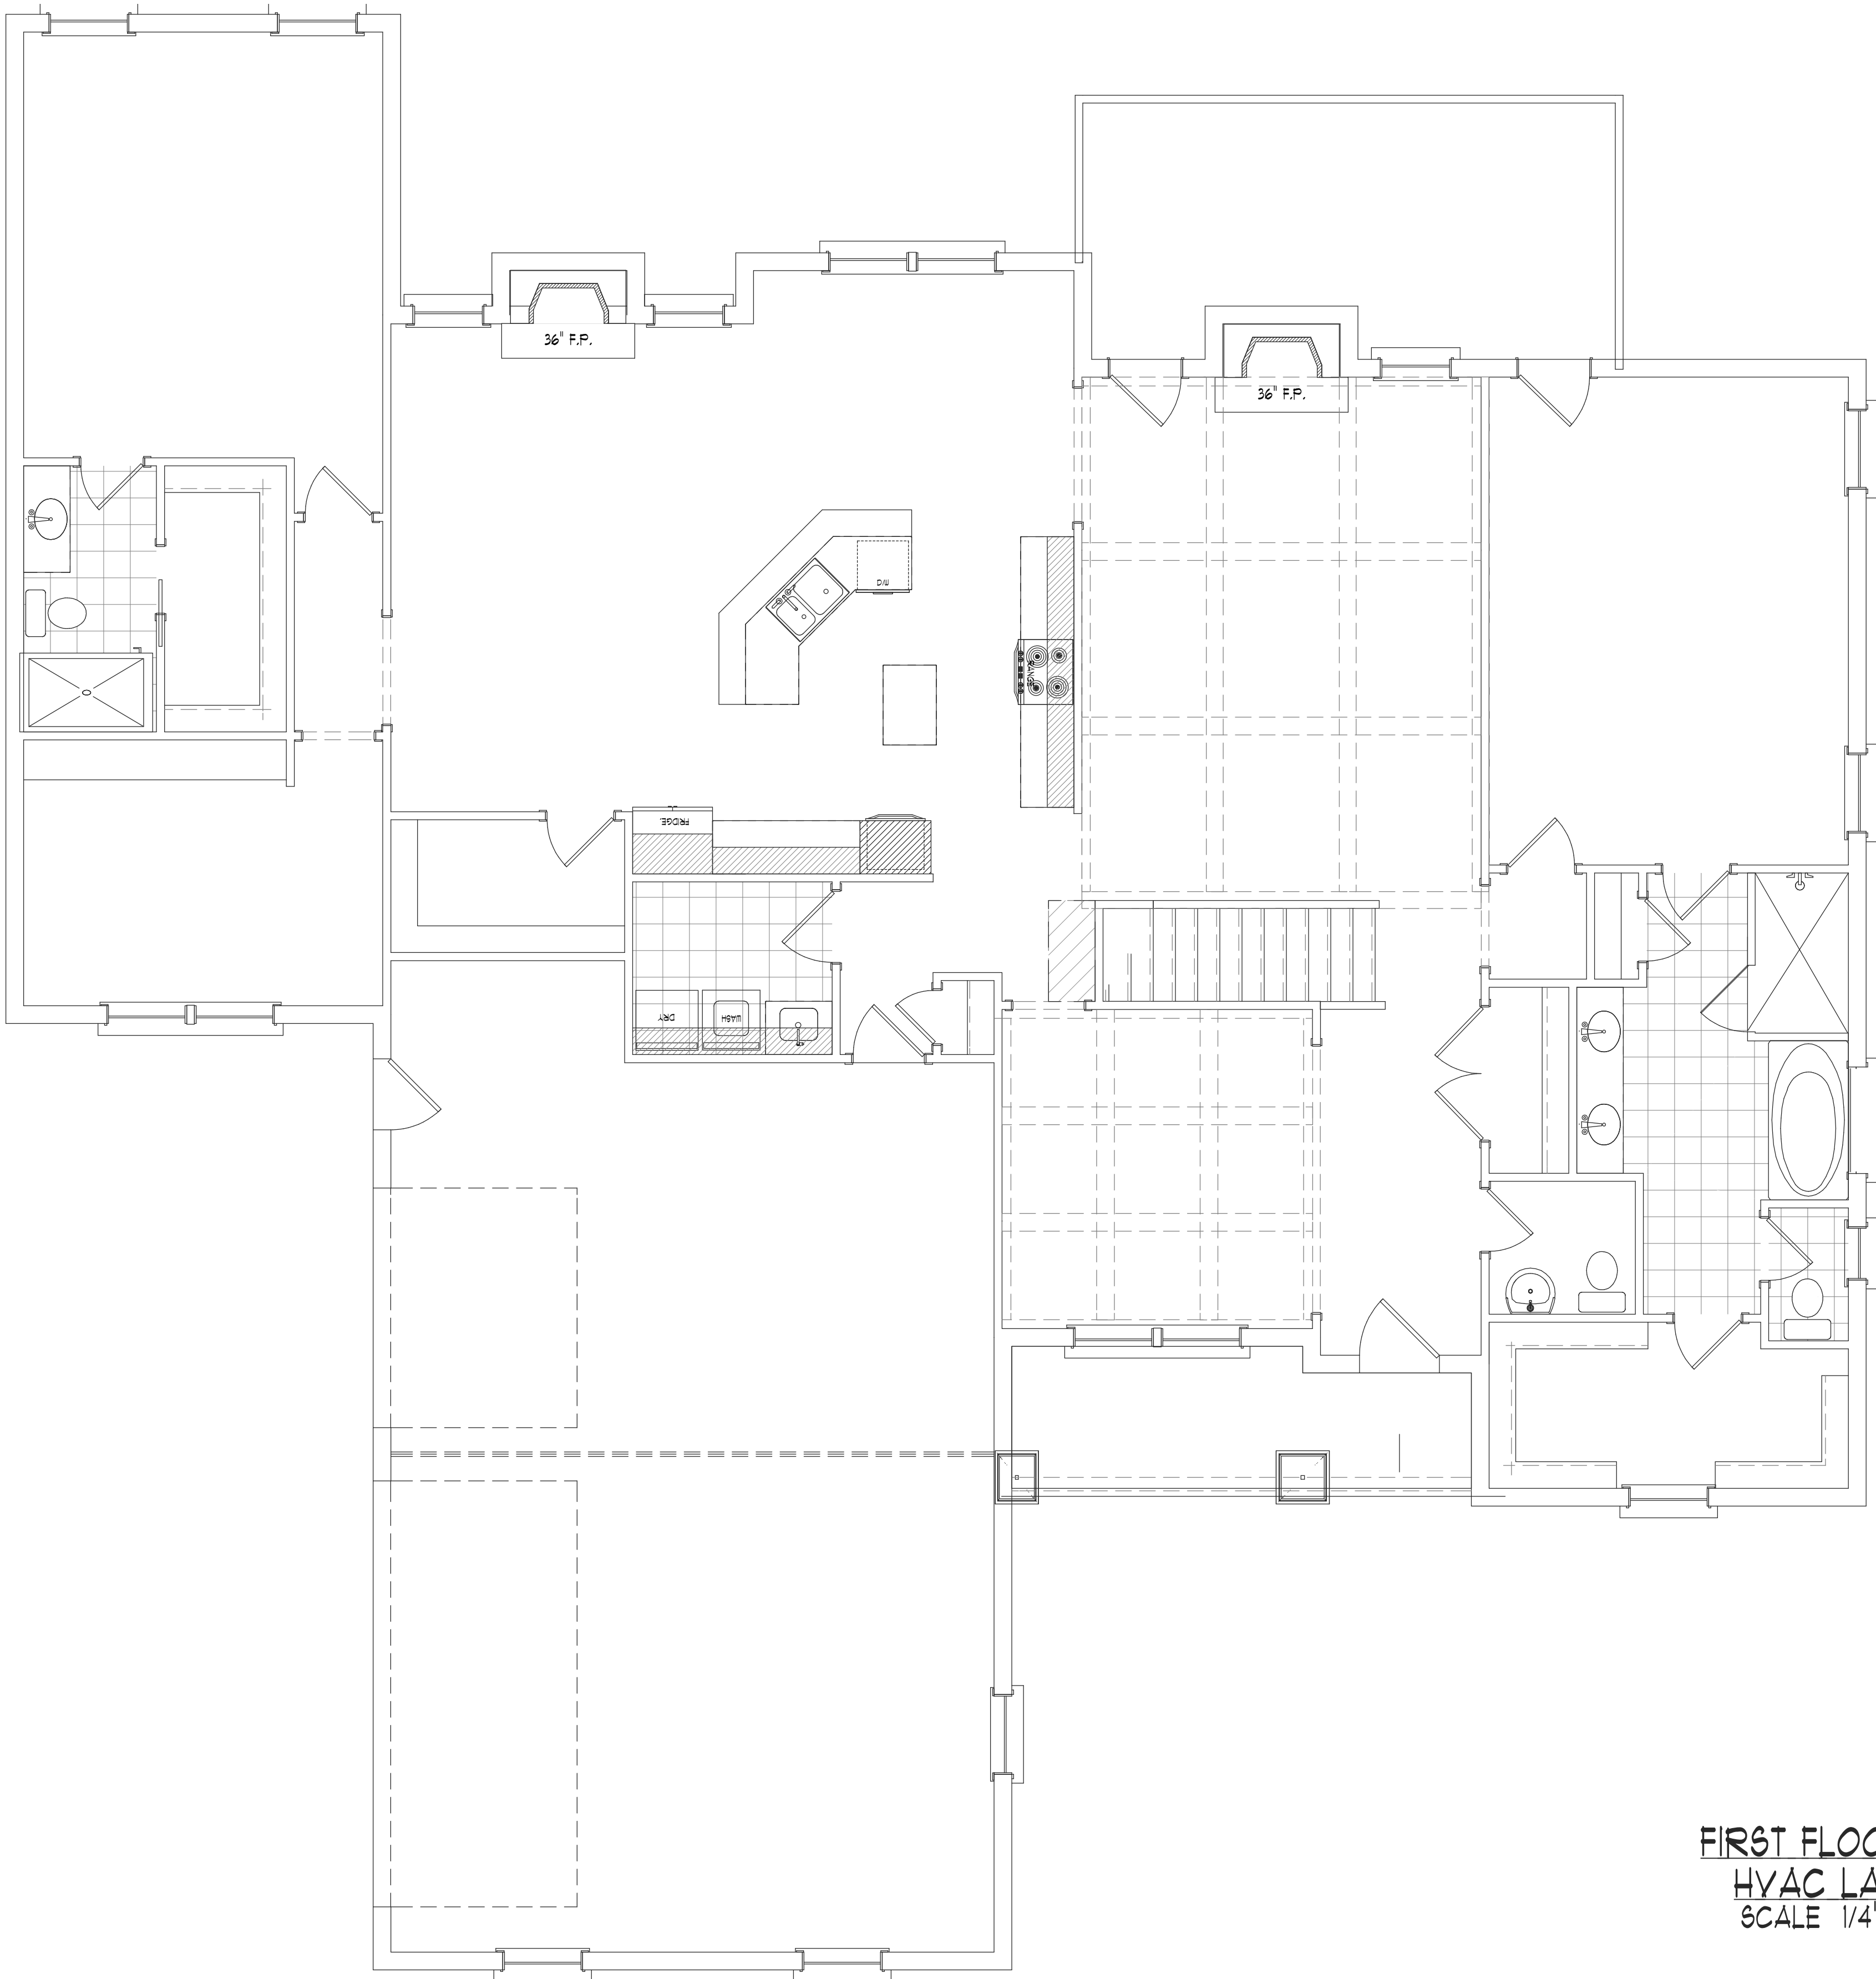 36" F.P.
36" F.P.
D/W
RANGE
FRIDGE.
DRY
WASH
FIRST FLOO
HVAC LA
SCALE 1/4"